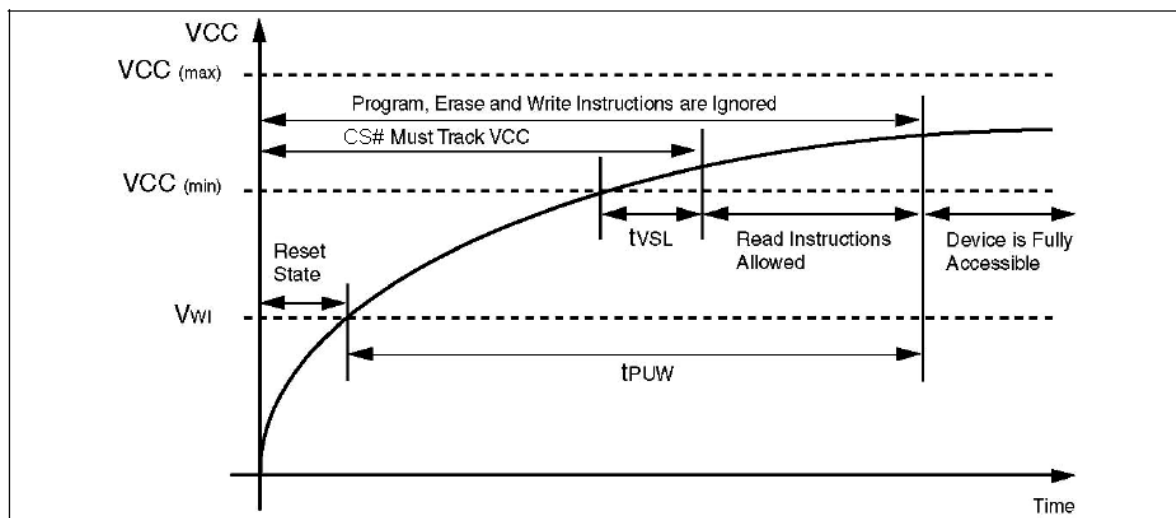 VCC
VCC (max)
Program, Erase and Write Instructions are Ignored
CS# Must Track VCC
VCC (min)
tVSL
Read Instructions
Allowed
Device is Fully
Accessible
Reset
State
VWI
tPUW
Time